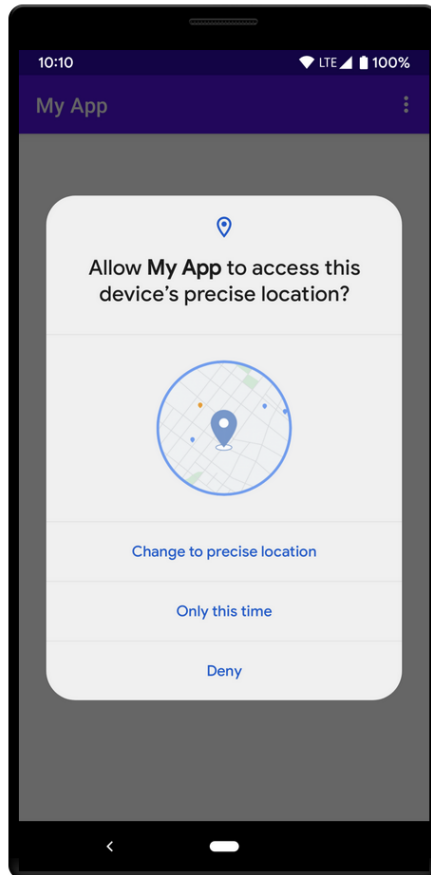 10:10 LTE 100%
My App
Allow My App to access this
device's precise location?
Change to precise location
Only this time
Deny